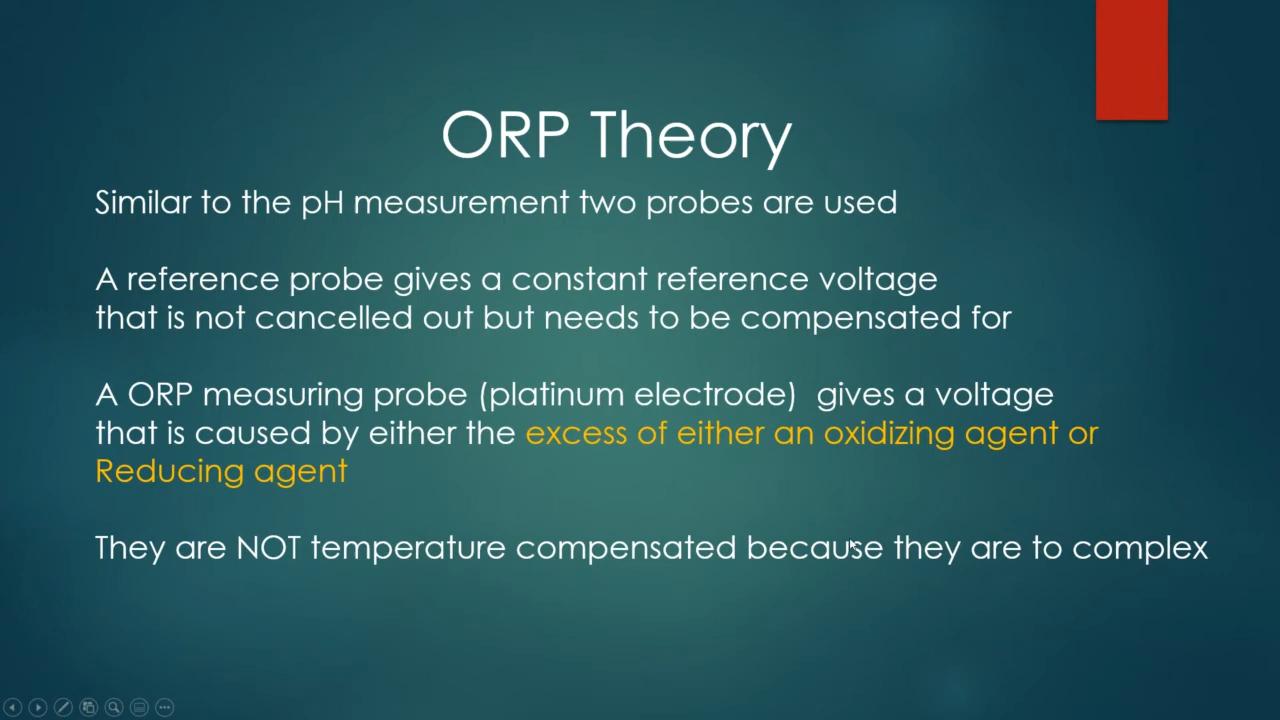 ORP Theory
Similar to the pH measurement two probes are used
A reference probe gives a constant reference voltage
that is not cancelled out but needs to be compensated for
A ORP measuring probe (platinum electrode)  gives a voltage
that is caused by either the excess of either an oxidizing agent or
Reducing agent
They are NOT temperature compensated because they are to complex